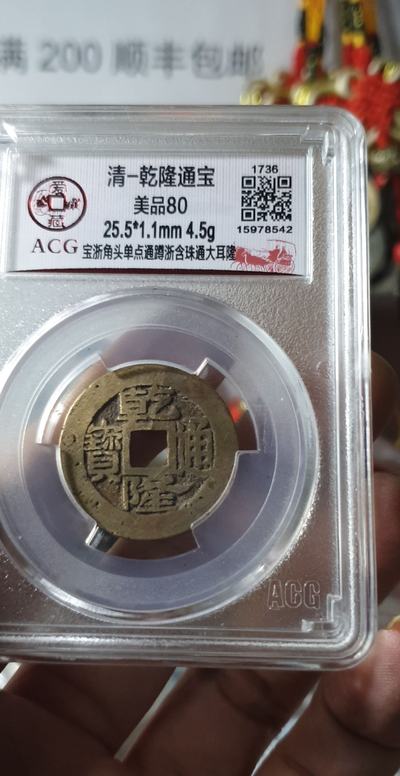 满 200 顺丰包邮
清-乾隆通宝
美品80
25.5*1.1mm 4.5g
宝浙角头单点通蹲浙含珠通大耳隆
爱藏
ACG
1736
15978542
乾隆通寶
ACG